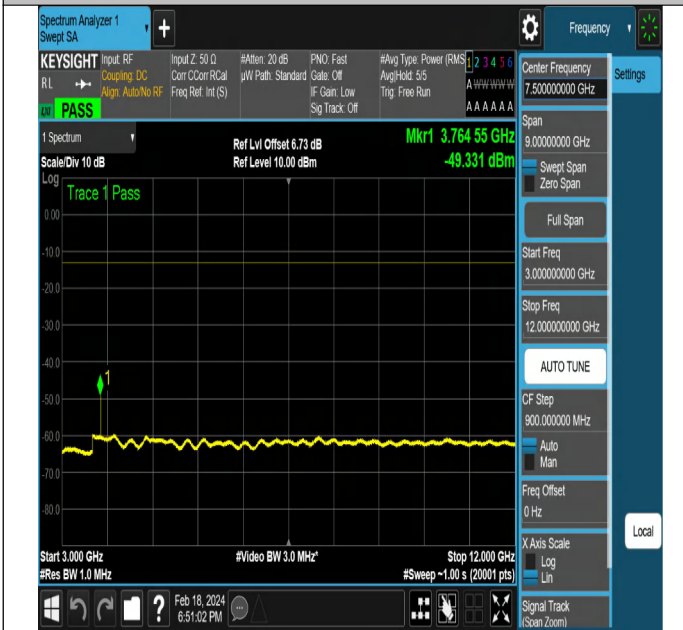 Spectrum Analyzer 1
Swept SA
Frequency
KEYSIGHT
RL
LXI
PASS
Input: RF
Coupling: DC
Align: Auto/No RF
Input Z: 50 Ω
Corr CCorr RCal
Freq Ref: Int (S)
#Atten: 20 dB
µW Path: Standard
PNO: Fast
Gate: Off
IF Gain: Low
Sig Track: Off
#Avg Type: Power (RMS
Avg|Hold: 5/5
Trig: Free Run
1 2 3 4 5 6
A W W W W W
A A A A A A
Center Frequency
7.500000000 GHz
Settings
Span
9.00000000 GHz
Swept Span
Zero Span
Full Span
Start Freq
3.000000000 GHz
Stop Freq
12.000000000 GHz
AUTO TUNE
CF Step
900.000000 MHz
Auto
Man
Freq Offset
0 Hz
X Axis Scale
Log
Lin
Signal Track
(Span Zoom)
Local
1 Spectrum
Scale/Div 10 dB
Log
Ref Lvl Offset 6.73 dB
Ref Level 10.00 dBm
Mkr1 3.764 55 GHz
-49.331 dBm
Trace 1 Pass
0.00
-10.0
-20.0
-30.0
-40.0
1
-50.0
-60.0
-70.0
-80.0
Start 3.000 GHz
#Res BW 1.0 MHz
#Video BW 3.0 MHz*
Stop 12.000 GHz
#Sweep ~1.00 s (20001 pts)
?
Feb 18, 2024
6:51:02 PM